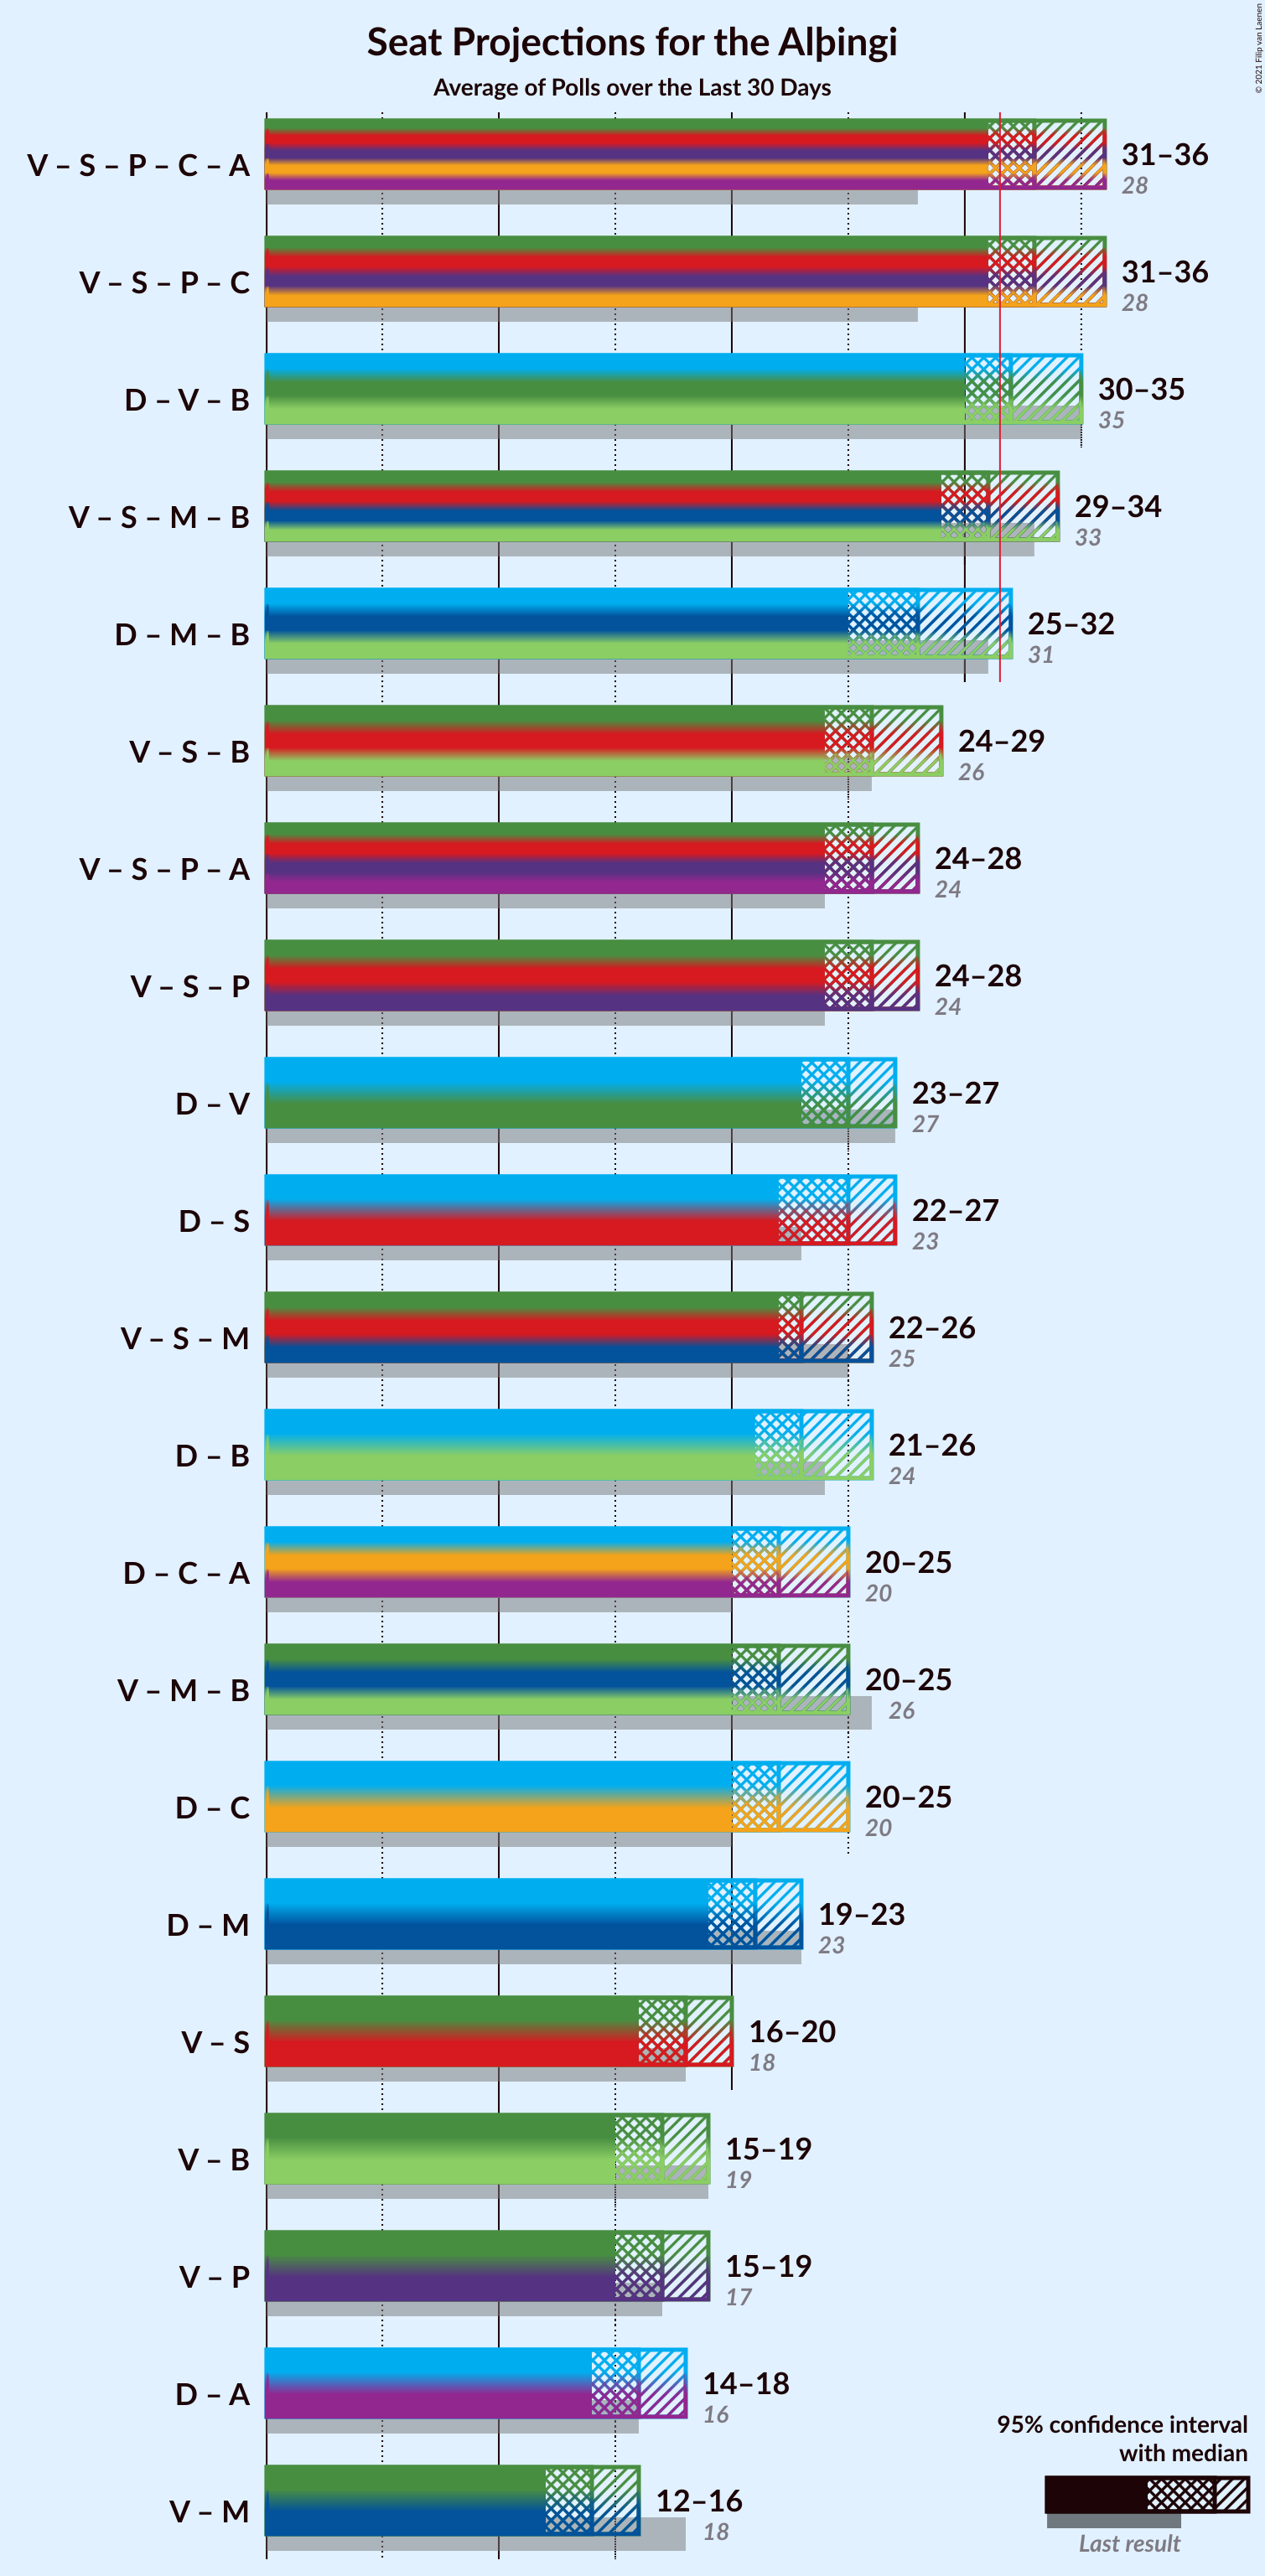 Seat Projections for the Alþingi
Average of Polls over the Last 30 Days
© 2021 Filip van Laenen
V – S – P – C – A
31–36
28
V – S – P – C
31–36
28
D – V – B
30–35
35
V – S – M – B
29–34
33
D – M – B
25–32
31
V – S – B
24–29
26
V – S – P – A
24–28
24
V – S – P
24–28
24
D – V
23–27
27
D – S
22–27
23
V – S – M
22–26
25
D – B
21–26
24
D – C – A
20–25
20
V – M – B
20–25
26
D – C
20–25
20
D – M
19–23
23
V – S
16–20
18
V – B
15–19
19
V – P
15–19
17
D – A
14–18
16
V – M
12–16
18
95% confidence interval
with median
Last result